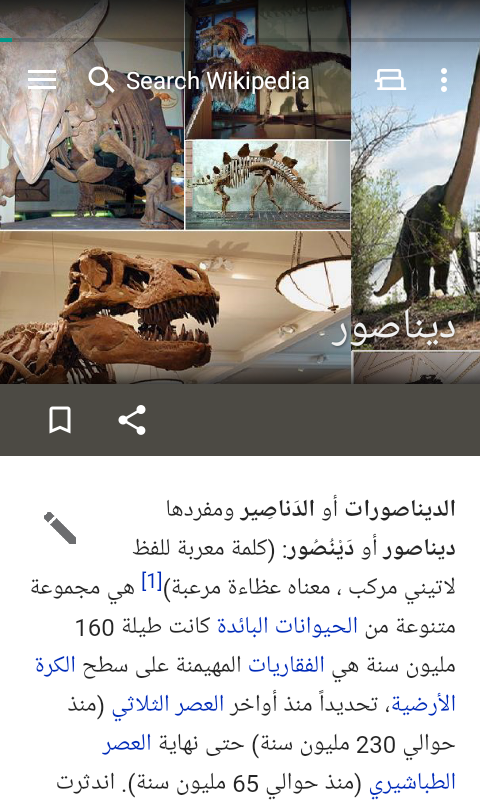 Search Wikipedia
ديناصور
الديناصورات أو الدَناصِير ومفردها
ديناصور أو دَيْنُصُور: (كلمة معربة للفظ
لاتيني مركب ، معناه عظاءة مرعبة)[1] هي مجموعة
متنوعة من الحيوانات البائدة كانت طيلة 160
مليون سنة هي الفقاريات المهيمنة على سطح الكرة
الأرضية، تحديداً منذ أواخر العصر الثلاثي (منذ
حوالي 230 مليون سنة) حتى نهاية العصر
الطباشيري (منذ حوالي 65 مليون سنة). اندثرت